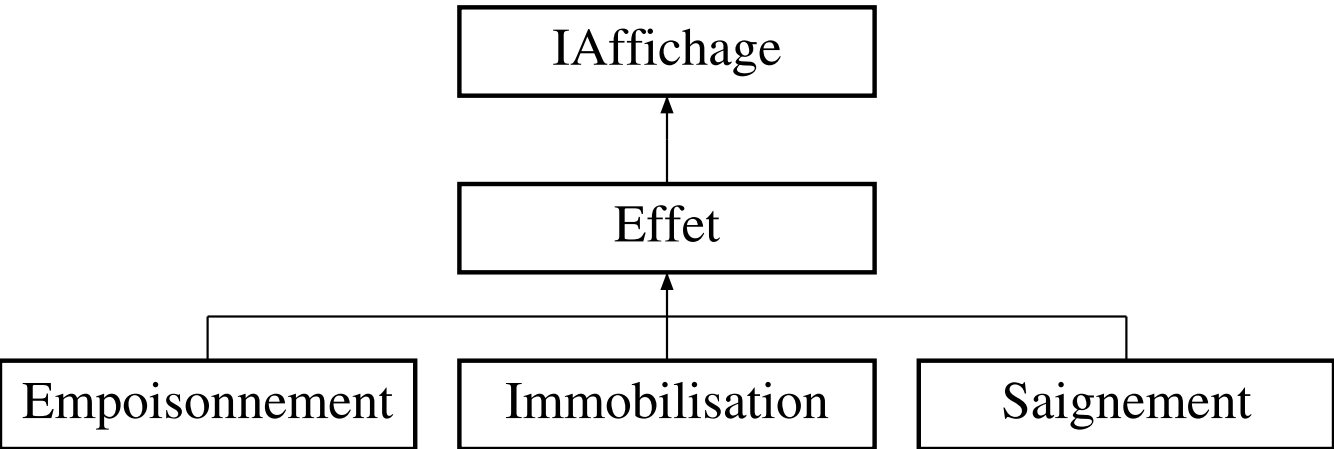 IAffichage
Effet
Empoisonnement
Immobilisation
Saignement